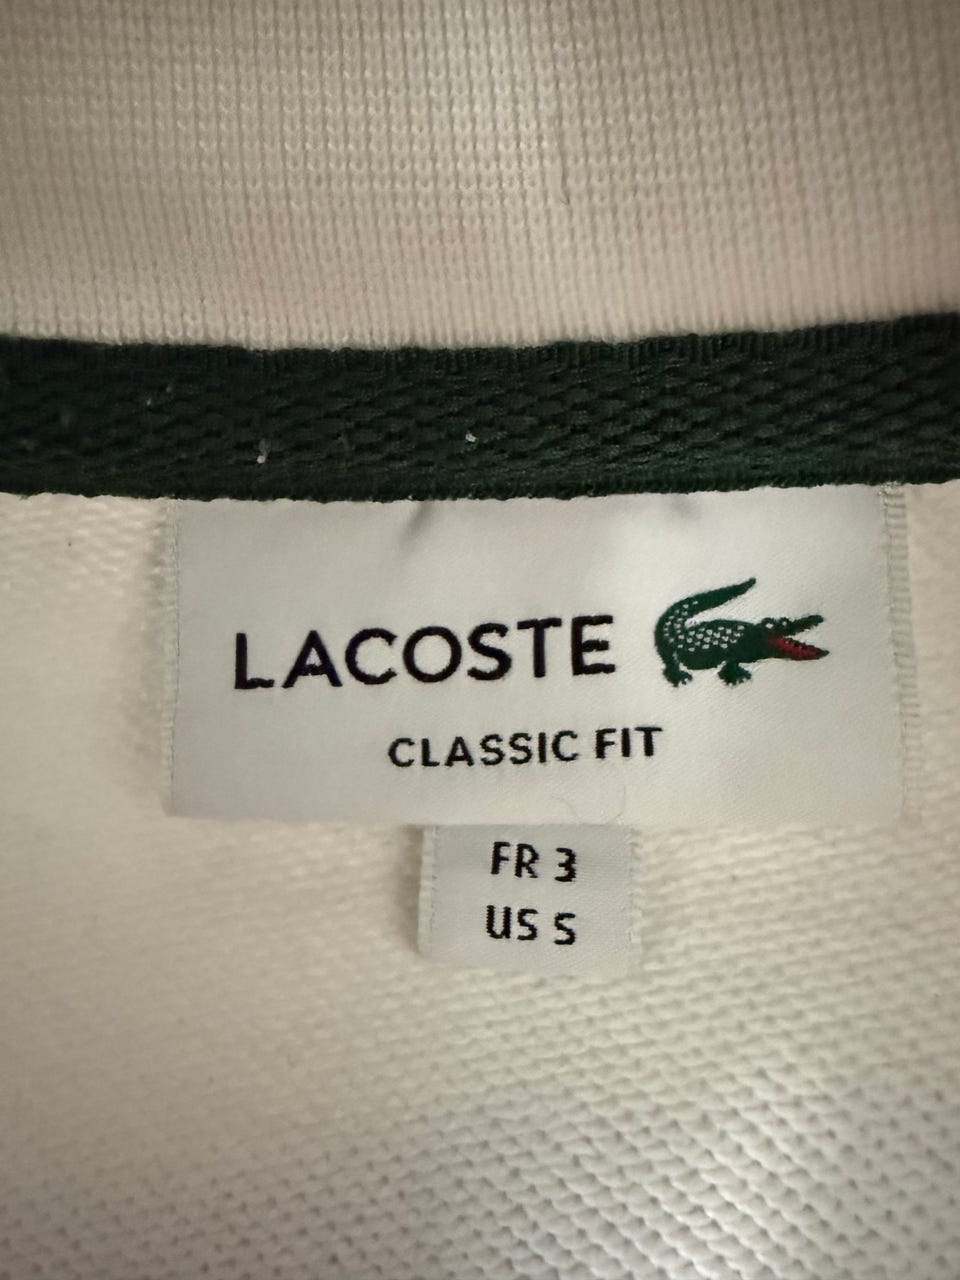 LACOSTE
CLASSIC FIT
FR 3
US S